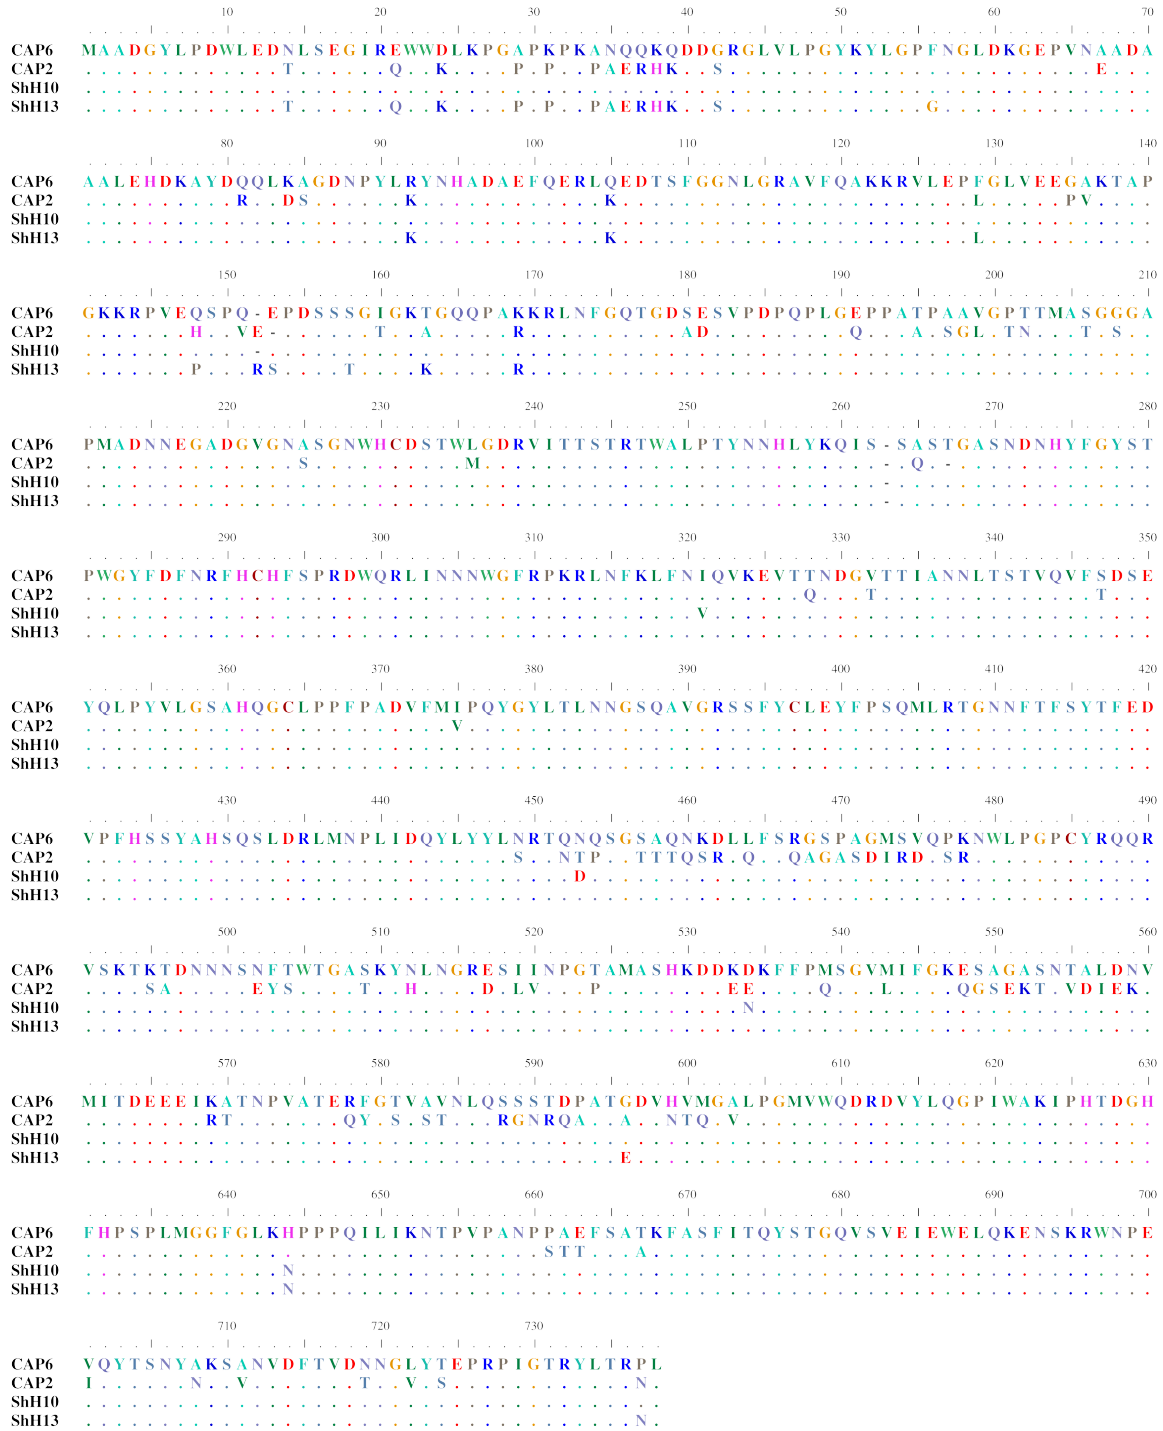 10 20 30 40 50 60 70
CAP6 MAADGYLPDWLEDNLSEGIREWWDLKPGAPKPKANQQKQDDGRGLVLPGYKYLGPFNGLDKGEPVNAADA
CAP2 .............T......Q..K....P.P..PAERHK..S........................E...
ShH10 ......................................................................
ShH13 .............T......Q..K....P.P..PAERHK..S.............G..............
80 90 100 110 120 130 140
CAP6 AALEHDKAYDQQLKAGDNPYLRYNHADAEFQERLQEDTSFGGNLGRAVFQAKKRVLEPFGLVEEGAKTAP
CAP2 ..........R..DS......K............K.......................L.....PV....
ShH10 ......................................................................
ShH13 .....................K............K.......................L...........
150 160 170 180 190 200 210
CAP6 GKKRPVEQSPQ-EPDSSSGIGKTGQQPAKKRLNFGQTGDSESVPDPQPLGEPPATPAAVGPTTMASGGGA
CAP2 .......H..VE-......T..A.....R..........AD.........Q...A.SGL.TN...T.S..
ShH10 ...........-..........................................................
ShH13 .......P...RS....T....K.....R.........................................
220 230 240 250 260 270 280
CAP6 PMADNNEGADGVGNASGNWHCDSTWLGDRVITTSTRTWALPTYNNHLYKQIS-SASTGASNDNHYFGYST
CAP2 ..............S..........M..........................-.Q.-.............
ShH10 ....................................................-.................
ShH13 ....................................................-.................
290 300 310 320 330 340 350
CAP6 PWGYFDFNRFHCHFSPRDWQRLINNNWGFRPKRLNFKLFNIQVKEVTTNDGVTTIANNLTSTVQVFSDSE
CAP2 ...............................................Q...T..............T...
ShH10 ........................................V.............................
ShH13 ......................................................................
360 370 380 390 400 410 420
CAP6 YQLPYVLGSAHQGCLPPFPADVFMIPQYGYLTLNNGSQAVGRSSFYCLEYFPSQMLRTGNNFTFSYTFED
CAP2 ........................V.............................................
ShH10 ......................................................................
ShH13 ......................................................................
430 440 450 460 470 480 490
CAP6 VPFHSSYAHSQSLDRLMNPLIDQYLYYLNRTQNQSGSAQNKDLLFSRGSPAGMSVQPKNWLPGPCYRQQR
CAP2 ............................S..NTP..TTTQSR.Q..QAGASDIRD.SR............
ShH10 ................................D.....................................
ShH13 ......................................................................
500 510 520 530 540 550 560
CAP6 VSKTKTDNNNSNFTWTGASKYNLNGRESIINPGTAMASHKDDKDKFFPMSGVMIFGKESAGASNTALDNV
CAP2 ....SA.....EYS....T..H....D.LV...P........EE....Q...L....QGSEKT.VDIEK.
ShH10 ...........................................N..........................
ShH13 ......................................................................
570 580 590 600 610 620 630
CAP6 MITDEEEIKATNPVATERFGTVAVNLQSSSTDPATGDVHVMGALPGMVWQDRDVYLQGPIWAKIPHTDGH
CAP2 ........RT.......QY.S.ST...RGNRQA..A..NTQ.V...........................
ShH10 ......................................................................
ShH13 ...................................E..................................
640 650 660 670 680 690 700
CAP6 FHPSPLMGGFGLKHPPPQILIKNTPVPANPPAEFSATKFASFITQYSTGQVSVEIEWELQKENSKRWNPE
CAP2 ..............................STT...A.................................
ShH10 .............N........................................................
ShH13 .............N........................................................
710 720 730
CAP6 VQYTSNYAKSANVDFTVDNNGLYTEPRPIGTRYLTRPL
CAP2 I......N..V.......T..V.S............N.
ShH10 ......................................
ShH13 ....................................N.